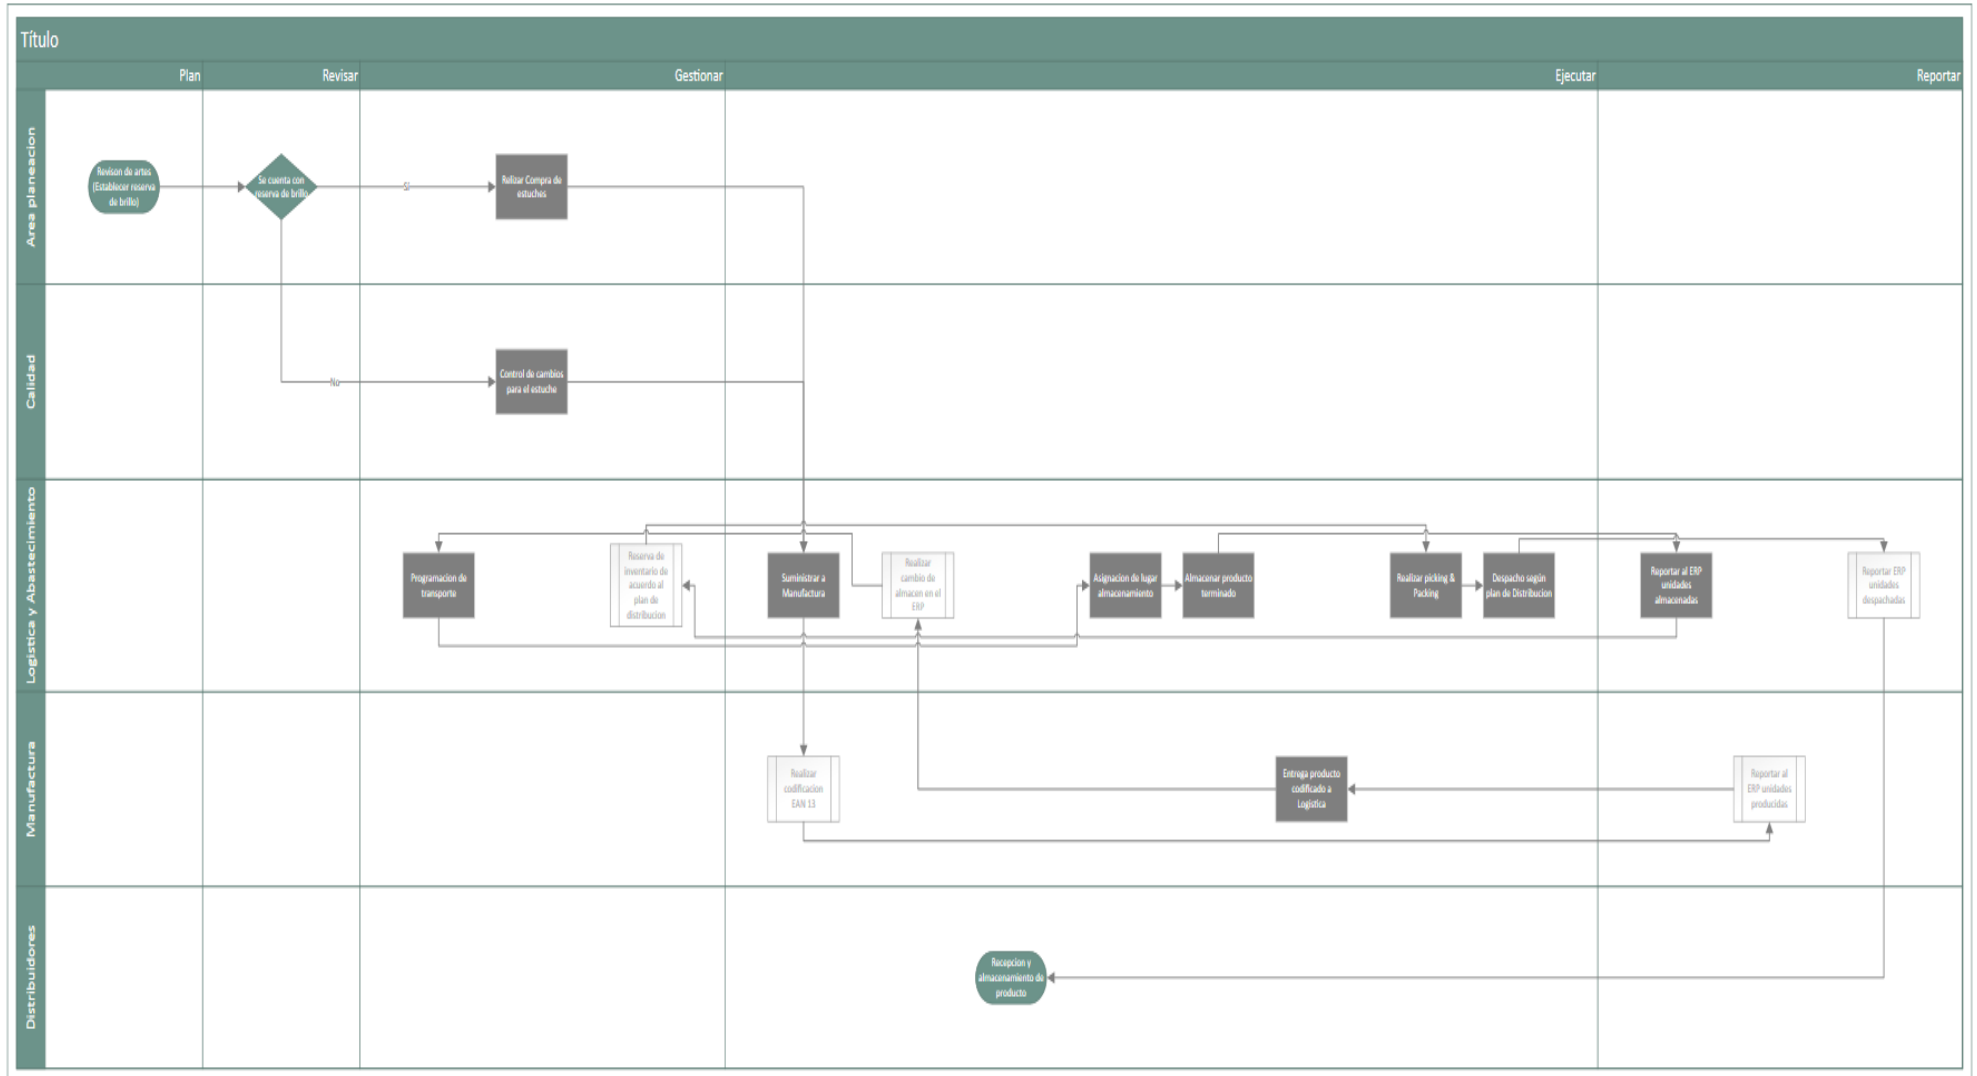 Título
Plan
Revisar
Gestionar
Ejecutar
Reportar
Area planeacion
Revison de artes
(Establecer reserva
de brillo)
Se cuenta con
reserva de brillo
Si
Relizar Compra de
estuches
Calidad
No
Control de cambios
para el estuche
Logistica y Abastecimiento
Programacion de
transporte
Reserva de
inventario de
acuerdo al
plan de
distribucion
Suministrar a
Manufactura
Realizar
cambio de
almacen en el
ERP
Asignacion de lugar
almacenamiento
Almacenar producto
terminado
Realizar picking &
Packing
Despacho según
plan de Distribucion
Reportar al ERP
unidades
almacenadas
Reportar ERP
unidades
despachadas
Manufactura
Realizar
codificacion
EAN 13
Entrega producto
codificado a
Logistica
Reportar al
ERP unidades
producidas
Distribuidores
Recepcion y
almacenamiento de
producto